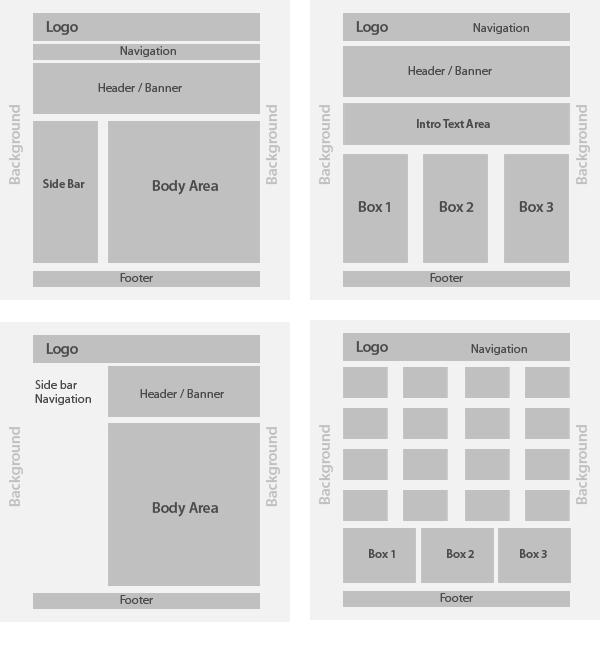 Logo
Navigation
Header / Banner
Background
Background
Side Bar
Body Area
Footer
Logo
Navigation
Header / Banner
Intro Text Area
Background
Background
Box 1
Box 2
Box 3
Footer
Logo
Side bar
Navigation
Header / Banner
Background
Background
Body Area
Footer
Logo
Navigation
Background
Background
Box 1
Box 2
Box 3
Footer